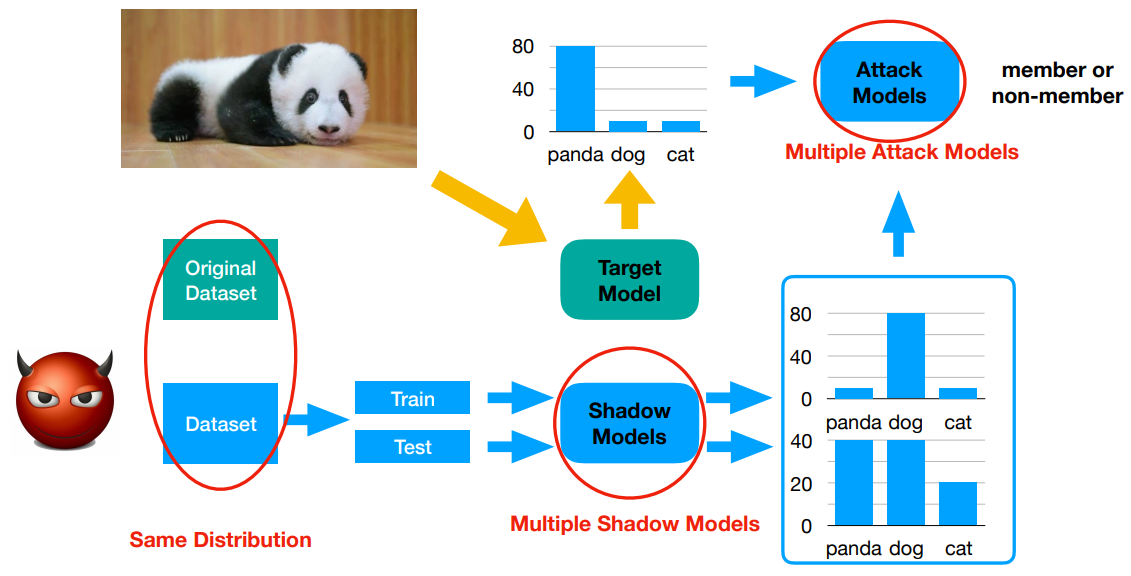 80
40
0
panda dog cat
Attack
Models
member or
non-member
Multiple Attack Models
Original
Dataset
Target
Model
Dataset
Train
Test
Shadow
Models
80
40
0
panda dog cat
40
20
0
panda dog cat
Same Distribution
Multiple Shadow Models